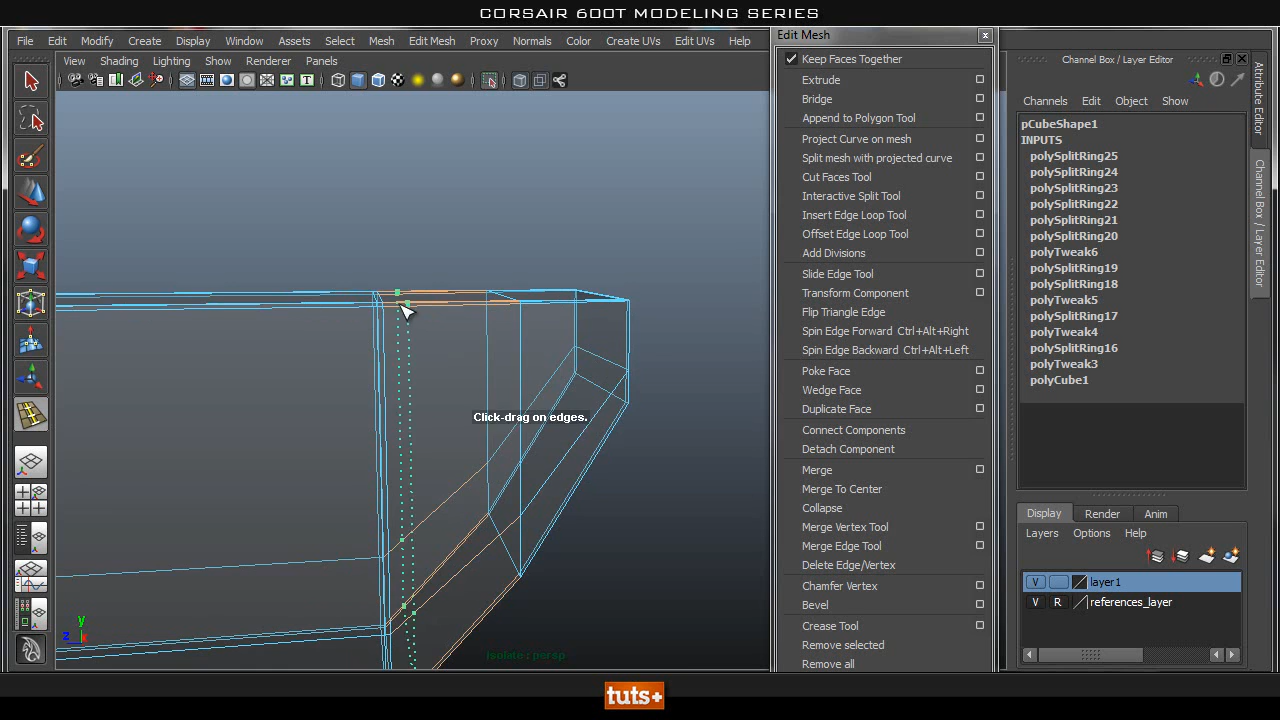 CORSAIR 600T MODELING SERIES
File Edit Modify Create Display Window Assets Select Mesh Edit Mesh Proxy Normals Color Create UVs Edit UVs Help
View Shading Lighting Show Renderer Panels
Click-drag on edges.
isolate : persp
y
z
Edit Mesh
Keep Faces Together
Extrude
Bridge
Append to Polygon Tool
Project Curve on mesh
Split mesh with projected curve
Cut Faces Tool
Interactive Split Tool
Insert Edge Loop Tool
Offset Edge Loop Tool
Add Divisions
Slide Edge Tool
Transform Component
Flip Triangle Edge
Spin Edge Forward Ctrl+Alt+Right
Spin Edge Backward Ctrl+Alt+Left
Poke Face
Wedge Face
Duplicate Face
Connect Components
Detach Component
Merge
Merge To Center
Collapse
Merge Vertex Tool
Merge Edge Tool
Delete Edge/Vertex
Chamfer Vertex
Bevel
Crease Tool
Remove selected
Remove all
Channel Box / Layer Editor
Channels Edit Object Show
pCubeShape1
INPUTS
polySplitRing25
polySplitRing24
polySplitRing23
polySplitRing22
polySplitRing21
polySplitRing20
polyTweak6
polySplitRing19
polySplitRing18
polyTweak5
polySplitRing17
polyTweak4
polySplitRing16
polyTweak3
polyCube1
Display Render Anim
Layers Options Help
V layer1
V R references_layer
Attribute Editor
Channel Box / Layer Editor
tuts+